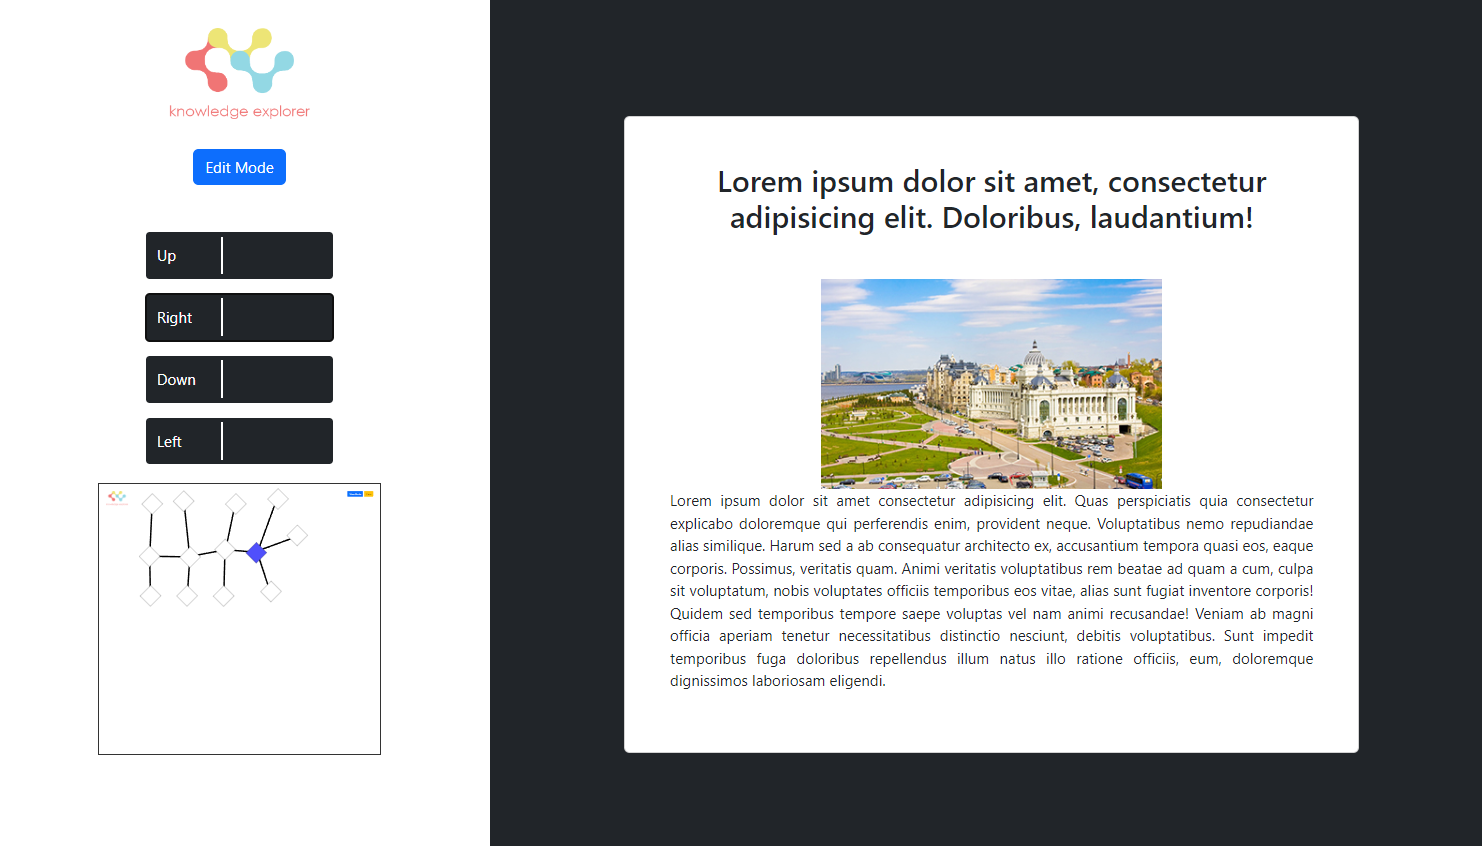 knowledge explorer
Edit Mode
Up
Right
Down
Left
Lorem ipsum dolor sit amet, consectetur
adipisicing elit. Doloribus, laudantium!
Lorem ipsum dolor sit amet consectetur adipisicing elit. Quas perspiciatis quia consectetur
explicabo doloremque qui perferendis enim, provident neque. Voluptatibus nemo repudiandae
alias similique. Harum sed a ab consequatur architecto ex, accusantium tempora quasi eos, eaque
corporis. Possimus, veritatis quam. Animi veritatis voluptatibus rem beatae ad quam a cum, culpa
sit voluptatum, nobis voluptates officiis temporibus eos vitae, alias sunt fugiat inventore corporis!
Quidem sed temporibus tempore saepe voluptas vel nam animi recusandae! Veniam ab magni
officia aperiam tenetur necessitatibus distinctio nesciunt, debitis voluptatibus. Sunt impedit
temporibus fuga doloribus repellendus illum natus illo ratione officiis, eum, doloremque
dignissimos laboriosam eligendi.